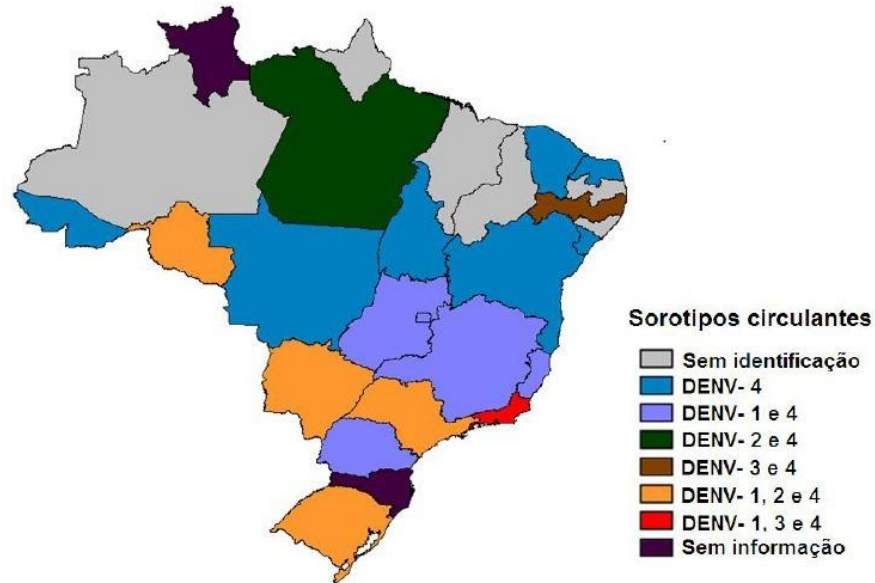 Sorotipos circulantes
Sem identificação
DENV- 4
DENV- 1 e 4
DENV- 2 e 4
DENV- 3 e 4
DENV- 1, 2 e 4
DENV- 1, 3 e 4
Sem informação